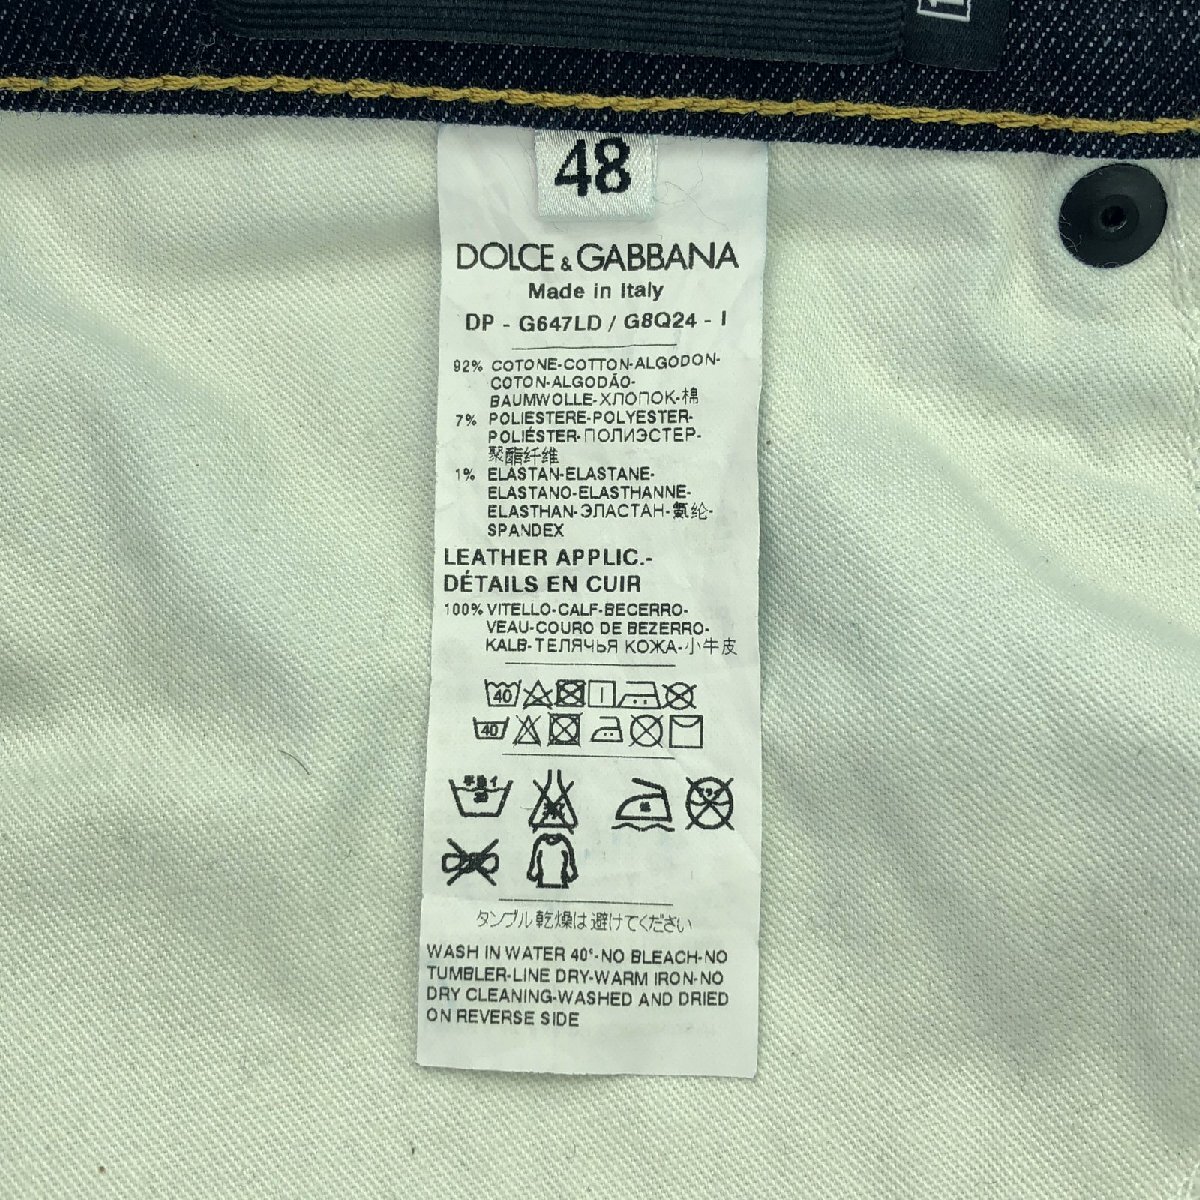 48
DOLCE & GABBANA
Made in Italy
DP - G647LD / G8Q24 - I
92% COTONE-COTTON-ALGODON-
COTON-ALGODÃO-
BAUMWOLLE-ХЛОПОК-棉
7% POLIESTERE-POLYESTER-
POLIÉSTER-ПОЛИЭСТЕР-
聚酯纤维
1% ELASTAN-ELASTANE-
ELASTANO-ELASTHANNE-
ELASTHAN-ЭЛАСТАН-氨纶-
SPANDEX
LEATHER APPLIC.-
DÉTAILS EN CUIR
100% VITELLO-CALF-BECERRO-
VEAU-COURO DE BEZERRO-
KALB-ТЕЛЯЧЬЯ КОЖА-小牛皮
40
40
タンブル乾燥は避けてください
WASH IN WATER 40°-NO BLEACH-NO
TUMBLER-LINE DRY-WARM IRON-NO
DRY CLEANING-WASHED AND DRIED
ON REVERSE SIDE